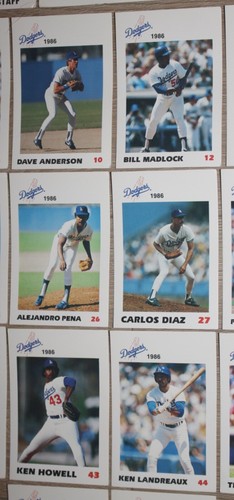 STAFF
Dodgers
1986
DAVE ANDERSON 10
Dodgers
1986
BILL MADLOCK 12
Dodgers
1986
ALEJANDRO PENA 26
Dodgers
1986
CARLOS DIAZ 27
Dodgers
1986
43
KEN HOWELL 43
Dodgers
1986
KEN LANDREAUX 44